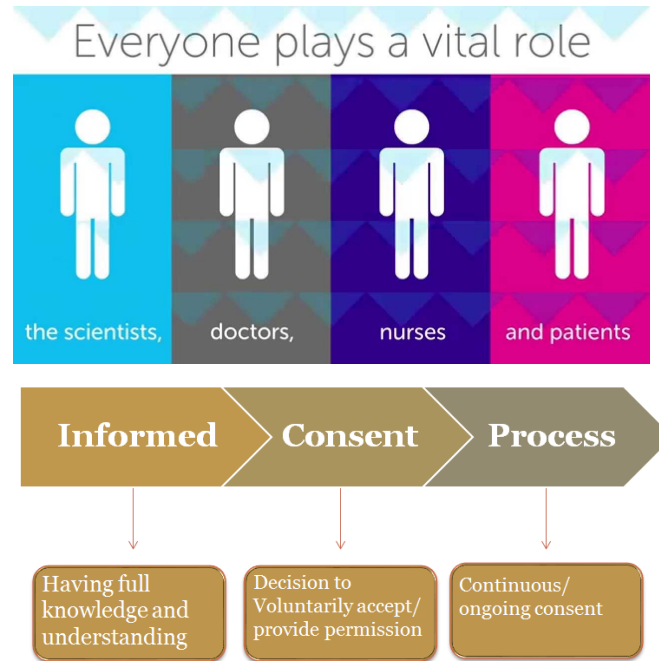 Everyone plays a vital role
the scientists, doctors, nurses and patients
Informed Consent Process
Having full
knowledge and
understanding
Decision to
Voluntarily accept/
provide permission
Continuous/
ongoing consent